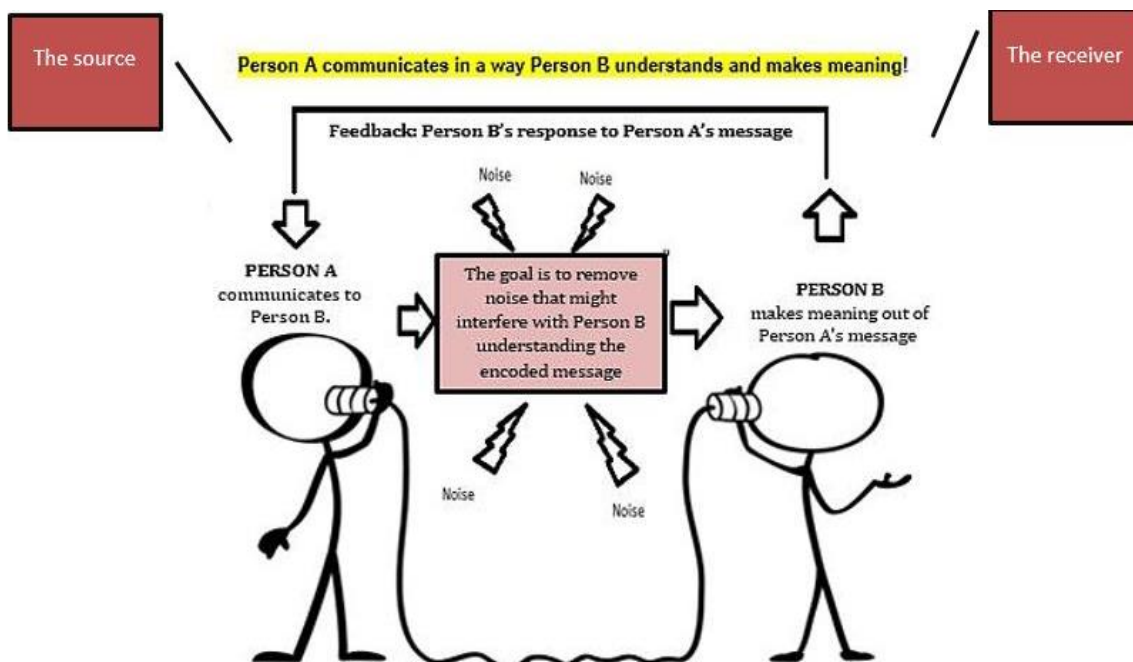 The source
The receiver
Person A communicates in a way Person B understands and makes meaning!
Feedback: Person B's response to Person A's message
Noise
Noise
PERSON A
communicates to
Person B.
The goal is to remove
noise that might
interfere with Person B
understanding the
encoded message
"
PERSON B
makes meaning out of
Person A's message
Noise
Noise